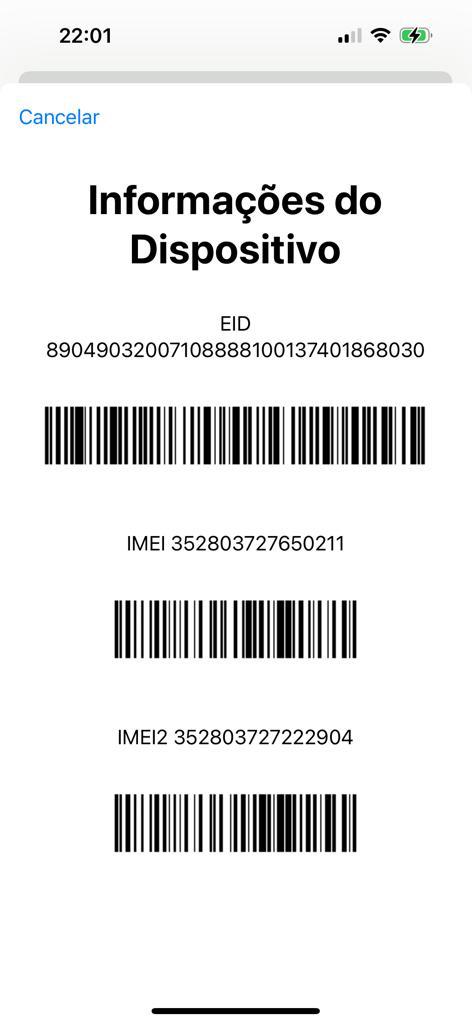 22:01
Cancelar
Informações do
Dispositivo
EID
89049032007108888100137401868030
IMEI 352803727650211
IMEI2 352803727222904